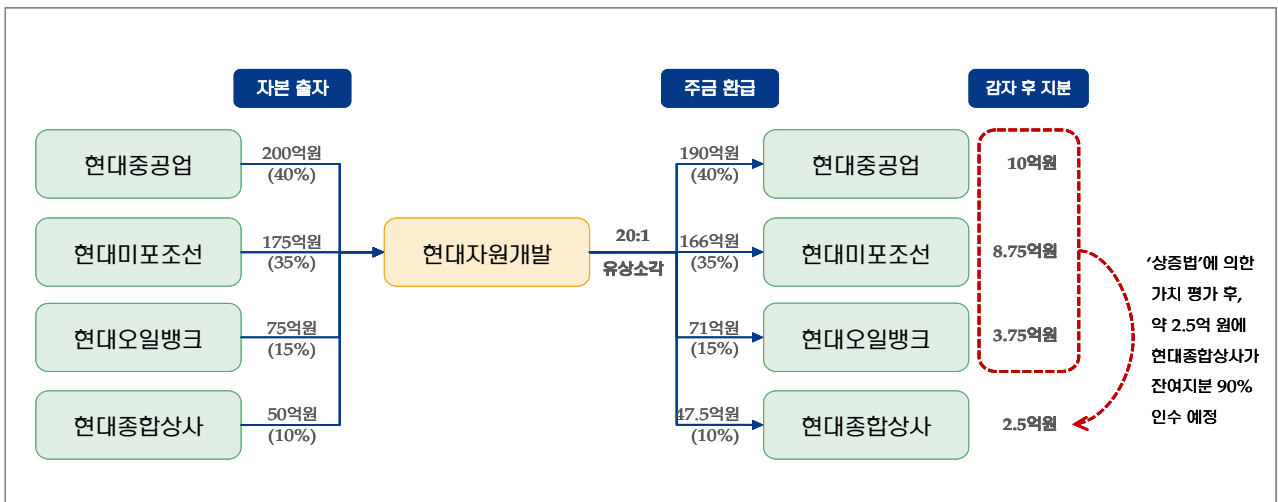 자본 출자
주금 환급
감자 후 지분
현대중공업
200억원
(40%)
190억원
(40%)
현대중공업
10억원
현대미포조선
175억원
(35%)
현대자원개발
20:1
유상소각
166억원
(35%)
현대미포조선
8.75억원
현대오일뱅크
75억원
(15%)
71억원
(15%)
현대오일뱅크
3.75억원
현대종합상사
50억원
(10%)
47.5억원
(10%)
현대종합상사
2.5억원
‘상증법’에 의한
가치 평가 후,
약 2.5억 원에
현대종합상사가
잔여지분 90%
인수 예정